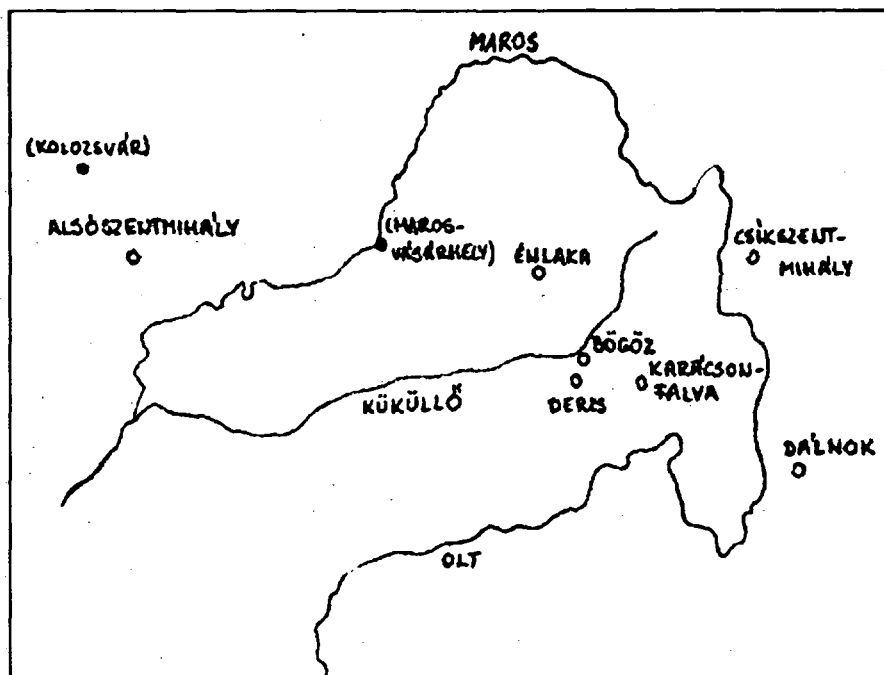 MAROS
(KOLOZSVÁR)
ALSÓSZENTMIHÁLY
(MAROS-
VÁSÁRHELY)
ÉNLAKA
CSÍKSZENT-
MIHÁLY
BÖGÖZ
KARÁCSON-
FALVA
DERZS
KÜKÜLLŐ
DÁLNOK
OLT